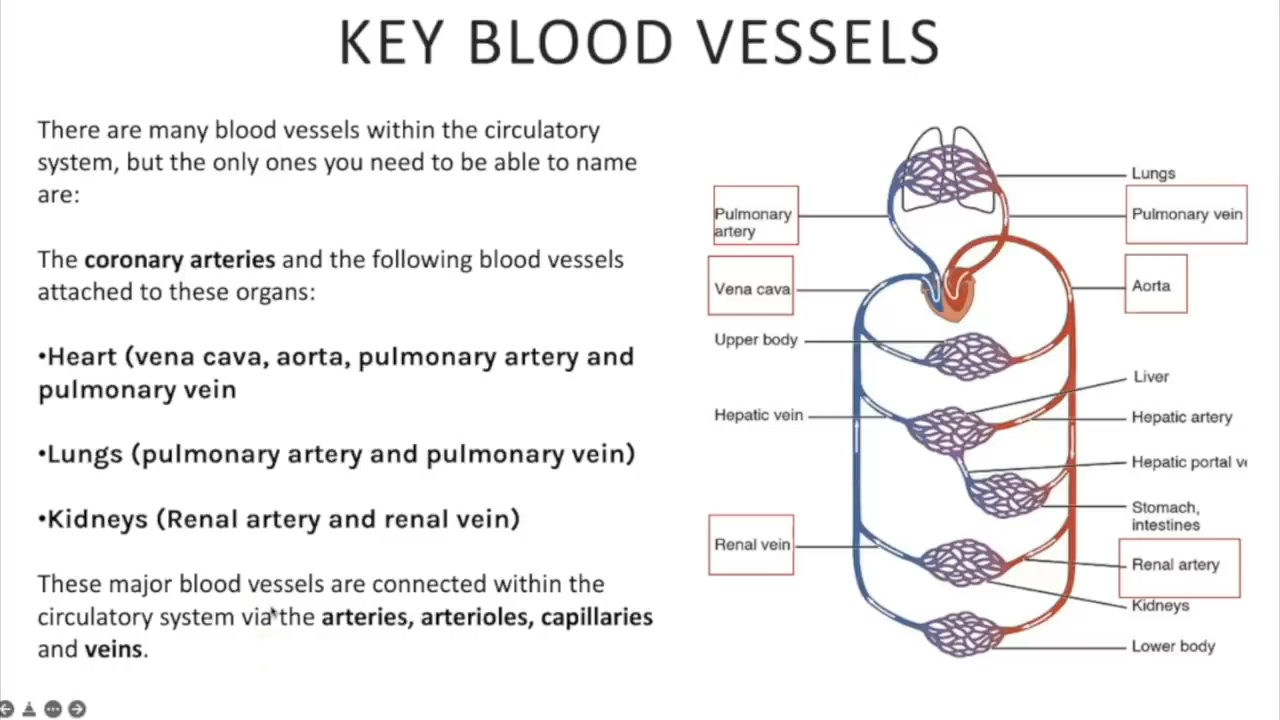 KEY BLOOD VESSELS
There are many blood vessels within the circulatory
system, but the only ones you need to be able to name
are:
The coronary arteries and the following blood vessels
attached to these organs:
•Heart (vena cava, aorta, pulmonary artery and
pulmonary vein
•Lungs (pulmonary artery and pulmonary vein)
•Kidneys (Renal artery and renal vein)
These major blood vessels are connected within the
circulatory system via the arteries, arterioles, capillaries
and veins.
Lungs
Pulmonary
artery
Pulmonary vein
Vena cava
Aorta
Upper body
Liver
Hepatic vein
Hepatic artery
Hepatic portal
Stomach,
intestines
Renal vein
Renal artery
Kidneys
Lower body